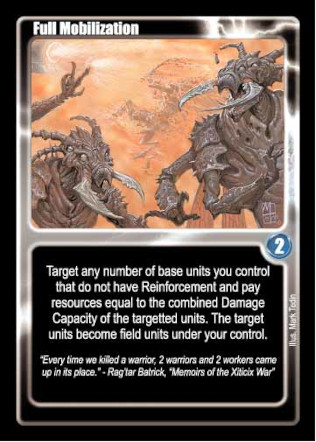 Full Mobilization
2
Target any number of base units you control
that do not have Reinforcement and pay
resources equal to the combined Damage
Capacity of the targetted units. The target
units become field units under your control.
"Every time we killed a warrior, 2 warriors and 2 workers came
up in its place." - Rag'tar Batrick, "Memoirs of the Xiticix War"
Illus. Mark Todin